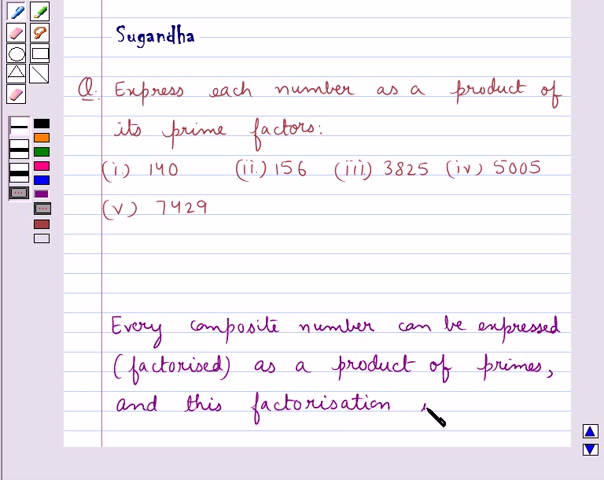 Sugandha
Q. Express each number as a product of
its prime factors:
(i.) 140 (ii.) 156 (iii) 3825 (iv) 5005
(v) 7429
Every composite number can be expressed
(factorised) as a product of primes,
and this factorisation